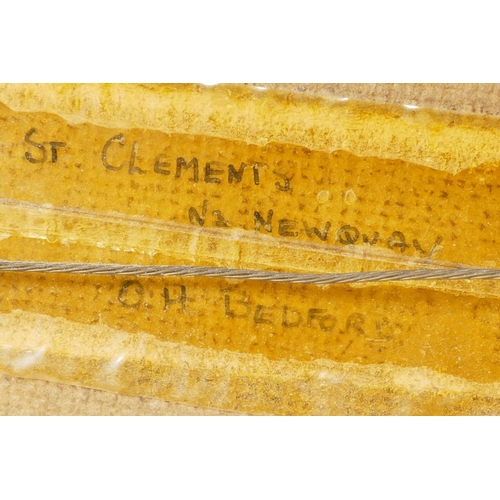 ST. CLEMENTS
Nr NEWQUAY
O.H BEDFORD